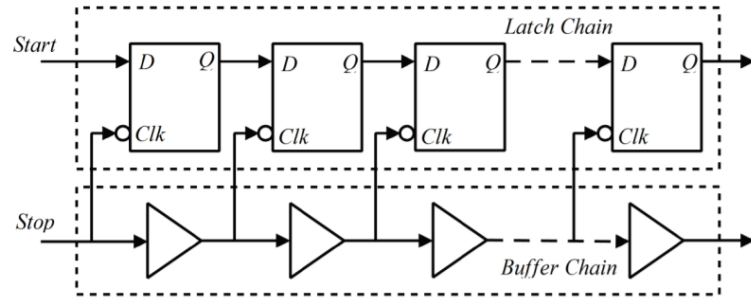 Latch Chain
Start
D Q D Q D Q D Q
Clk Clk Clk Clk
Stop
Buffer Chain